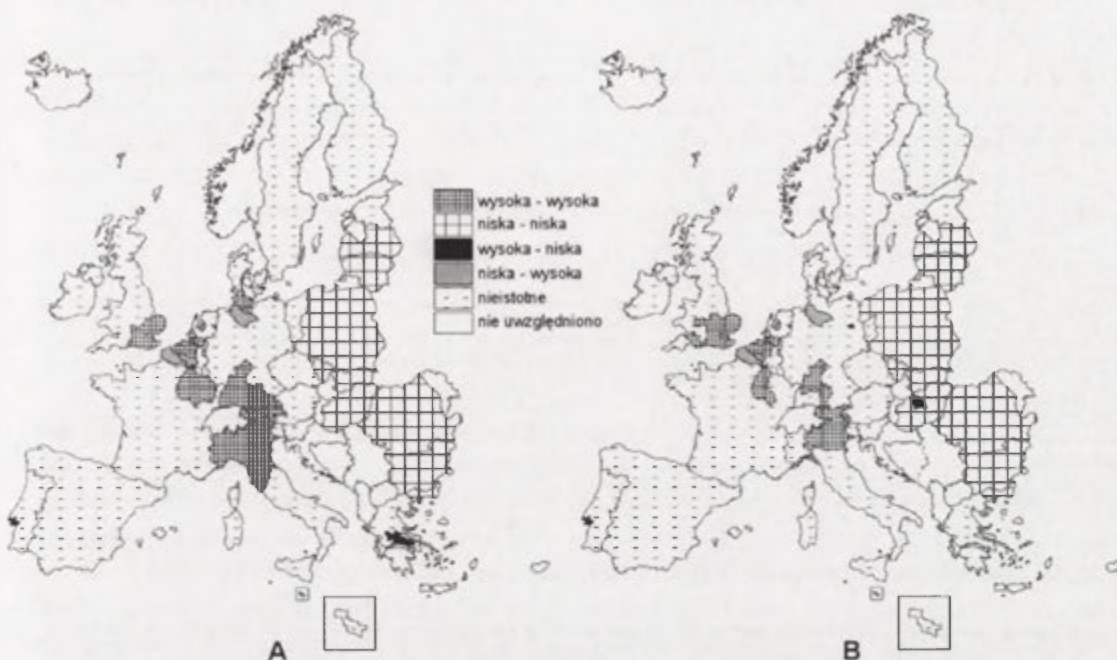 wysoka - wysoka
niska - niska
wysoka - niska
niska - wysoka
nieistotne
nie uwzględniono
A
B